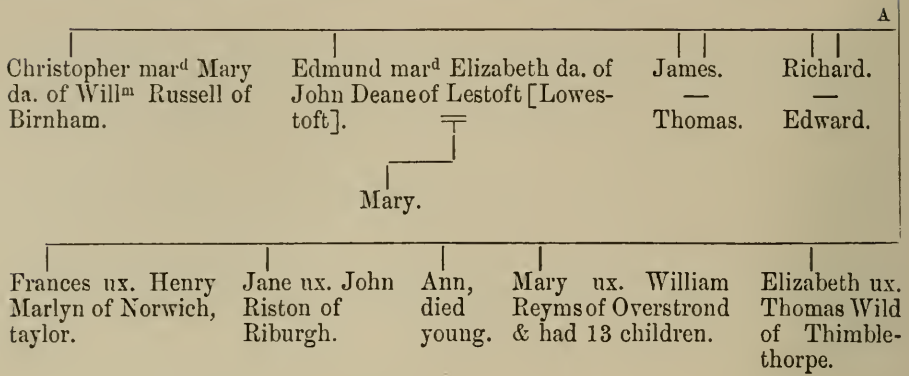 A
Christopher marᵈ Mary
da. of Willᵐ Russell of
Birnham.
Edmund marᵈ Elizabeth da. of
John Deane of Lestoft [Lowes-
toft].
James.
—
Thomas.
Richard.
—
Edward.
Mary.
Frances ux. Henry
Marlyn of Norwich,
taylor.
Jane ux. John
Riston of
Riburgh.
Ann,
died
young.
Mary ux. William
Reyms of Overstrond
& had 13 children.
Elizabeth ux.
Thomas Wild
of Thimble-
thorpe.